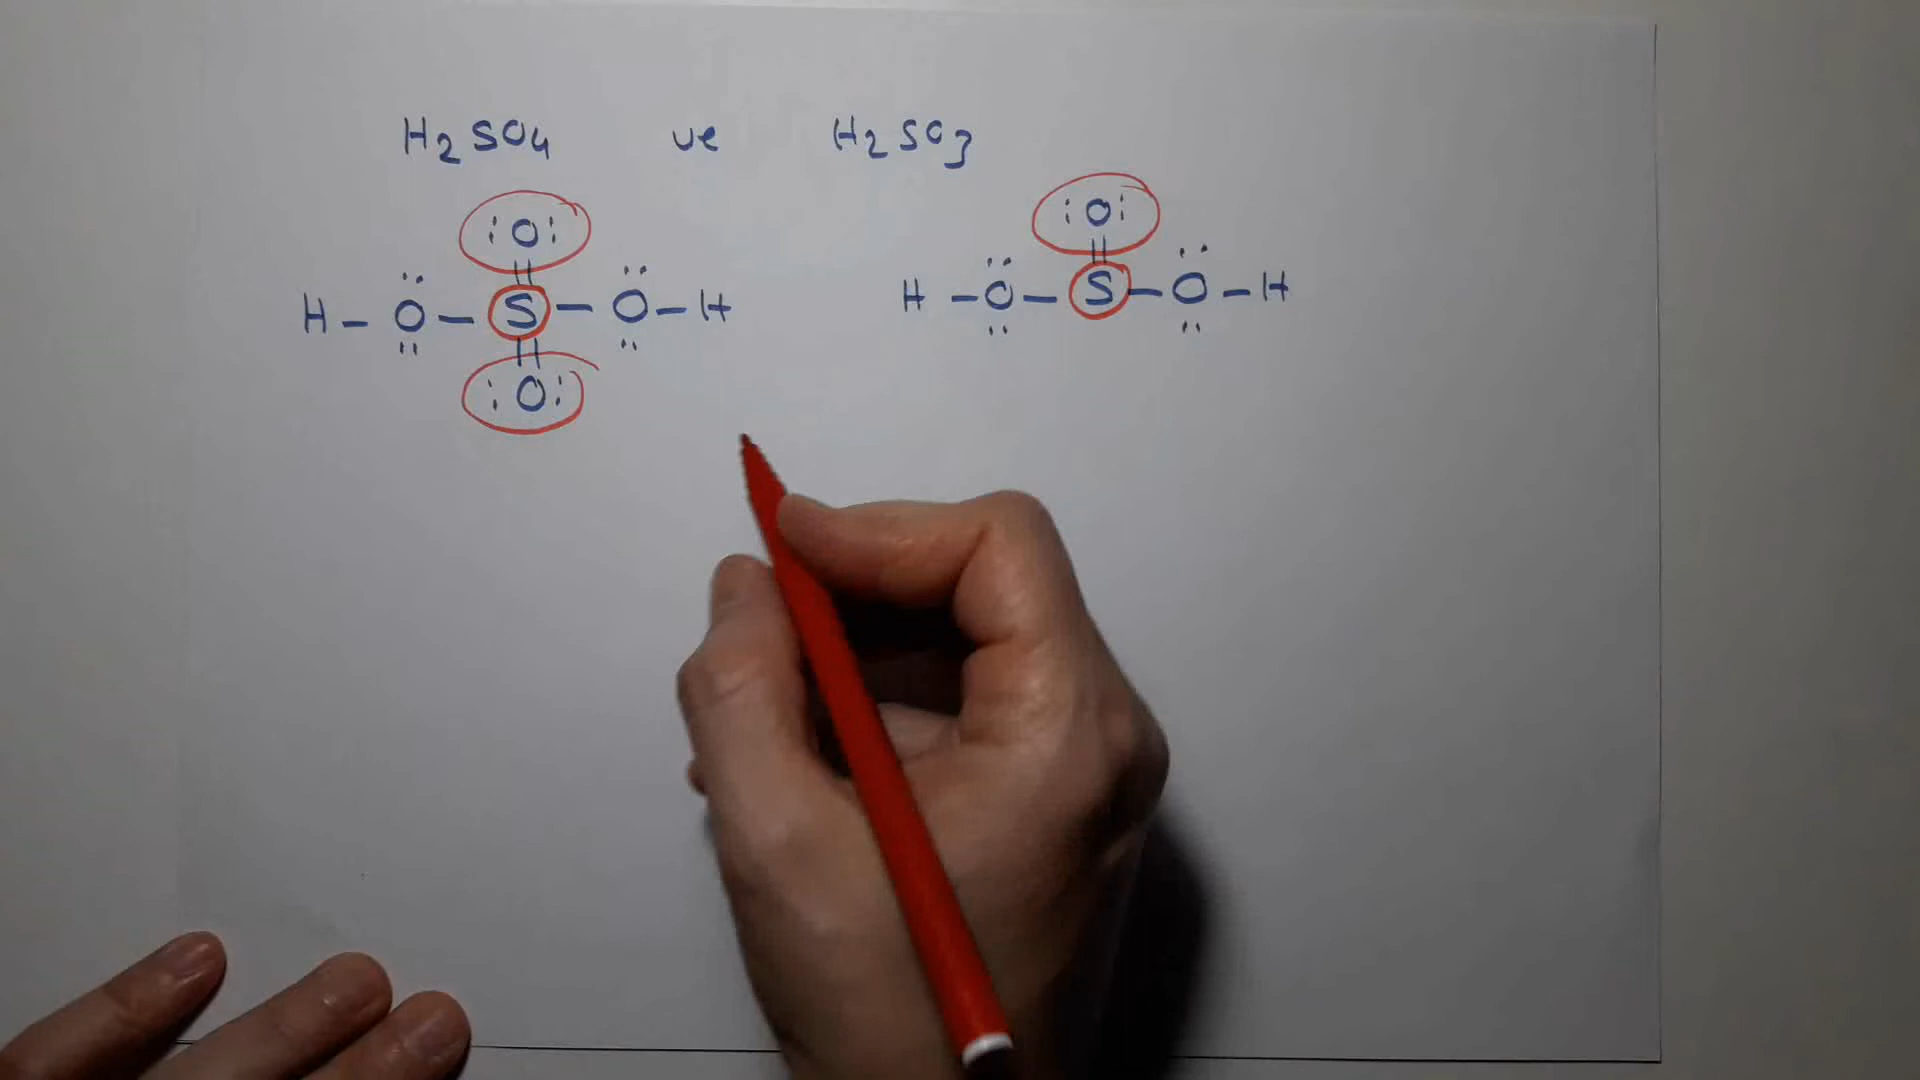 H2SO4 ve H2SO3
:O: :O:
H - O - S - O - H H - O - S - O - H
:O: